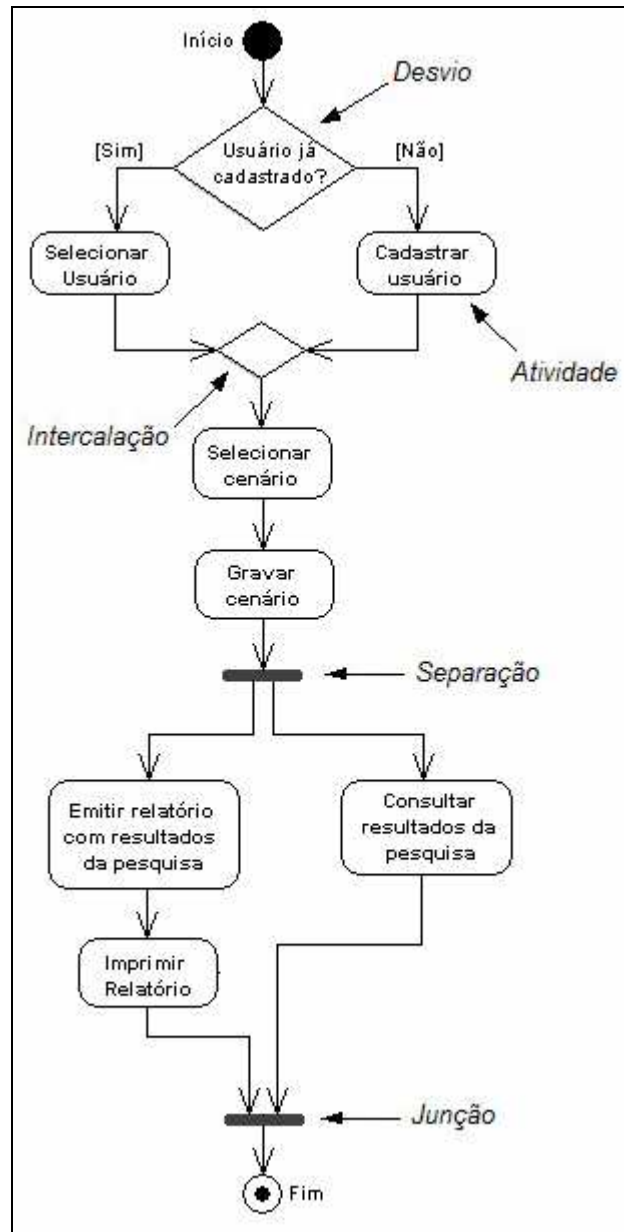 Início
Desvio
[Sim]
Usuário já
cadastrado?
[Não]
Selecionar
Usuário
Cadastrar
usuário
Atividade
Intercalação
Selecionar
cenário
Gravar
cenário
Separação
Emitir relatório
com resultados
da pesquisa
Consultar
resultados da
pesquisa
Imprimir
Relatório
Junção
Fim